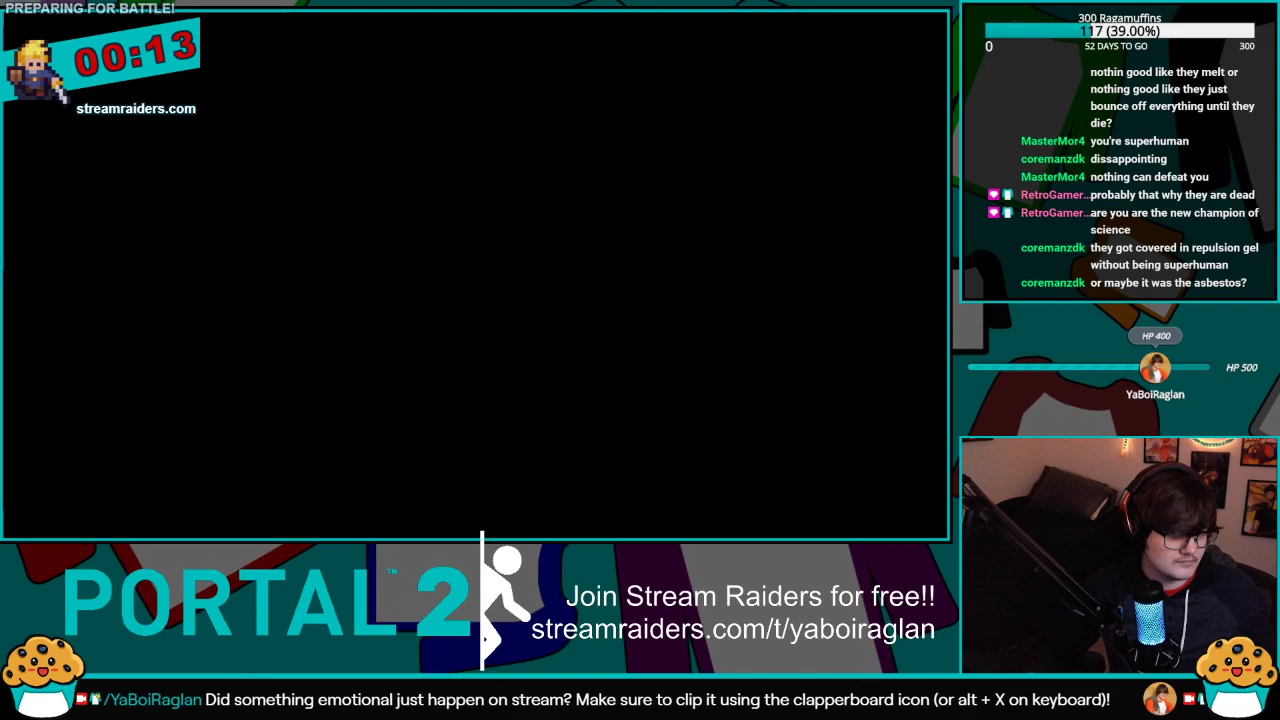 PREPARING FOR BATTLE!
00:13
streamraiders.com
300 Ragamuffins
117 (39.00%)
0 52 DAYS TO GO 300
nothin good like they melt or
nothing good like they just
bounce off everything until they
die?
MasterMor4 you're superhuman
coremanzdk dissappointing
MasterMor4 nothing can defeat you
RetroGamer... probably that why they are dead
RetroGamer... are you are the new champion of
science
coremanzdk they got covered in repulsion gel
without being superhuman
coremanzdk or maybe it was the asbestos?
HP 400
HP 500
YaBoiRaglan
PORTAL™ 2
Join Stream Raiders for free!!
streamraiders.com/t/yaboiraglan
/YaBoiRaglan Did something emotional just happen on stream? Make sure to clip it using the clapperboard icon (or alt + X on keyboard)!